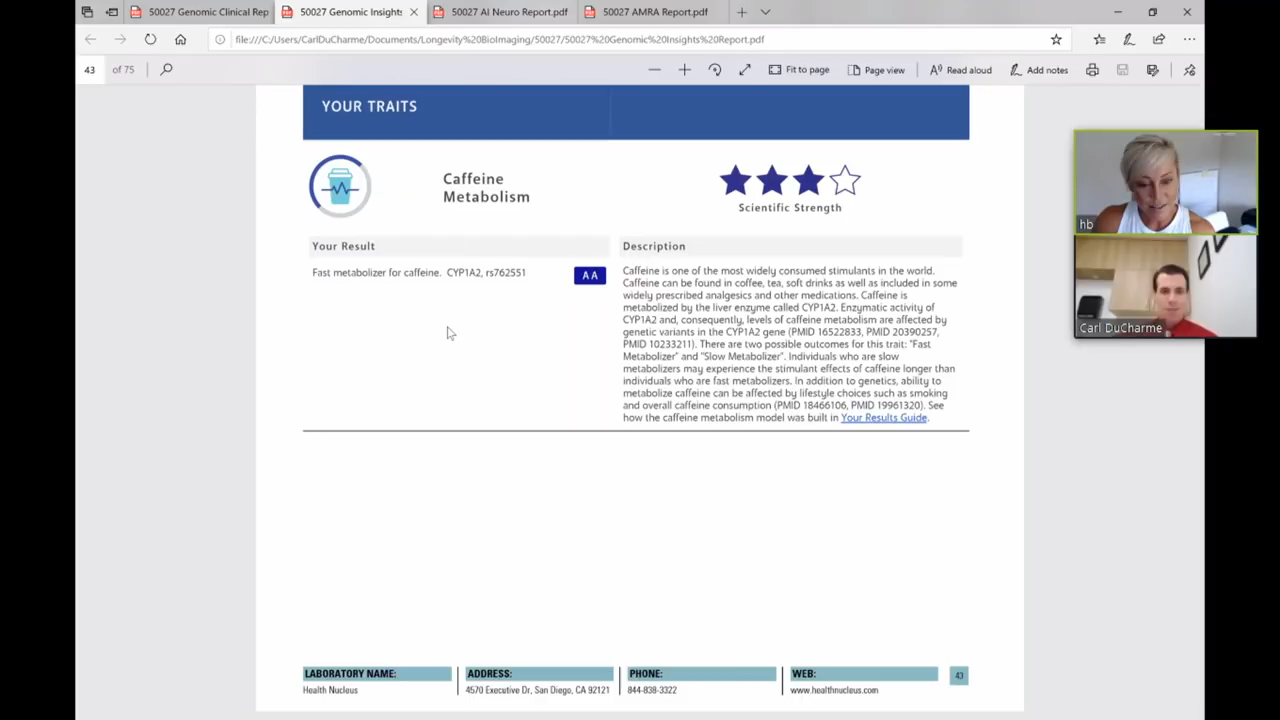 50027 Genomic Clinical Rep
50027 Genomic Insights
50027 AI Neuro Report.pdf
50027 AMRA Report.pdf
file:///C:/Users/CarlDuCharme/Documents/Longevity%20BioImaging/50027/50027%20Genomic%20Insights%20Report.pdf
43 of 75
Fit to page
Page view
Read aloud
Add notes
YOUR TRAITS
Caffeine
Metabolism
Scientific Strength
Your Result
Fast metabolizer for caffeine. CYP1A2, rs762551
AA
Description
Caffeine is one of the most widely consumed stimulants in the world.
Caffeine can be found in coffee, tea, soft drinks as well as included in some
widely prescribed analgesics and other medications. Caffeine is
metabolized by the liver enzyme called CYP1A2. Enzymatic activity of
CYP1A2 and, consequently, levels of caffeine metabolism are affected by
genetic variants in the CYP1A2 gene (PMID 16522833, PMID 20390257,
PMID 10233211). There are two possible outcomes for this trait: "Fast
Metabolizer" and "Slow Metabolizer". Individuals who are slow
metabolizers may experience the stimulant effects of caffeine longer than
individuals who are fast metabolizers. In addition to genetics, ability to
metabolize caffeine can be affected by lifestyle choices such as smoking
and overall caffeine consumption (PMID 18466106, PMID 19961320). See
how the caffeine metabolism model was built in Your Results Guide.
hb
Carl DuCharme
LABORATORY NAME:
Health Nucleus
ADDRESS:
4570 Executive Dr, San Diego, CA 92121
PHONE:
844-838-3322
WEB:
www.healthnucleus.com
43